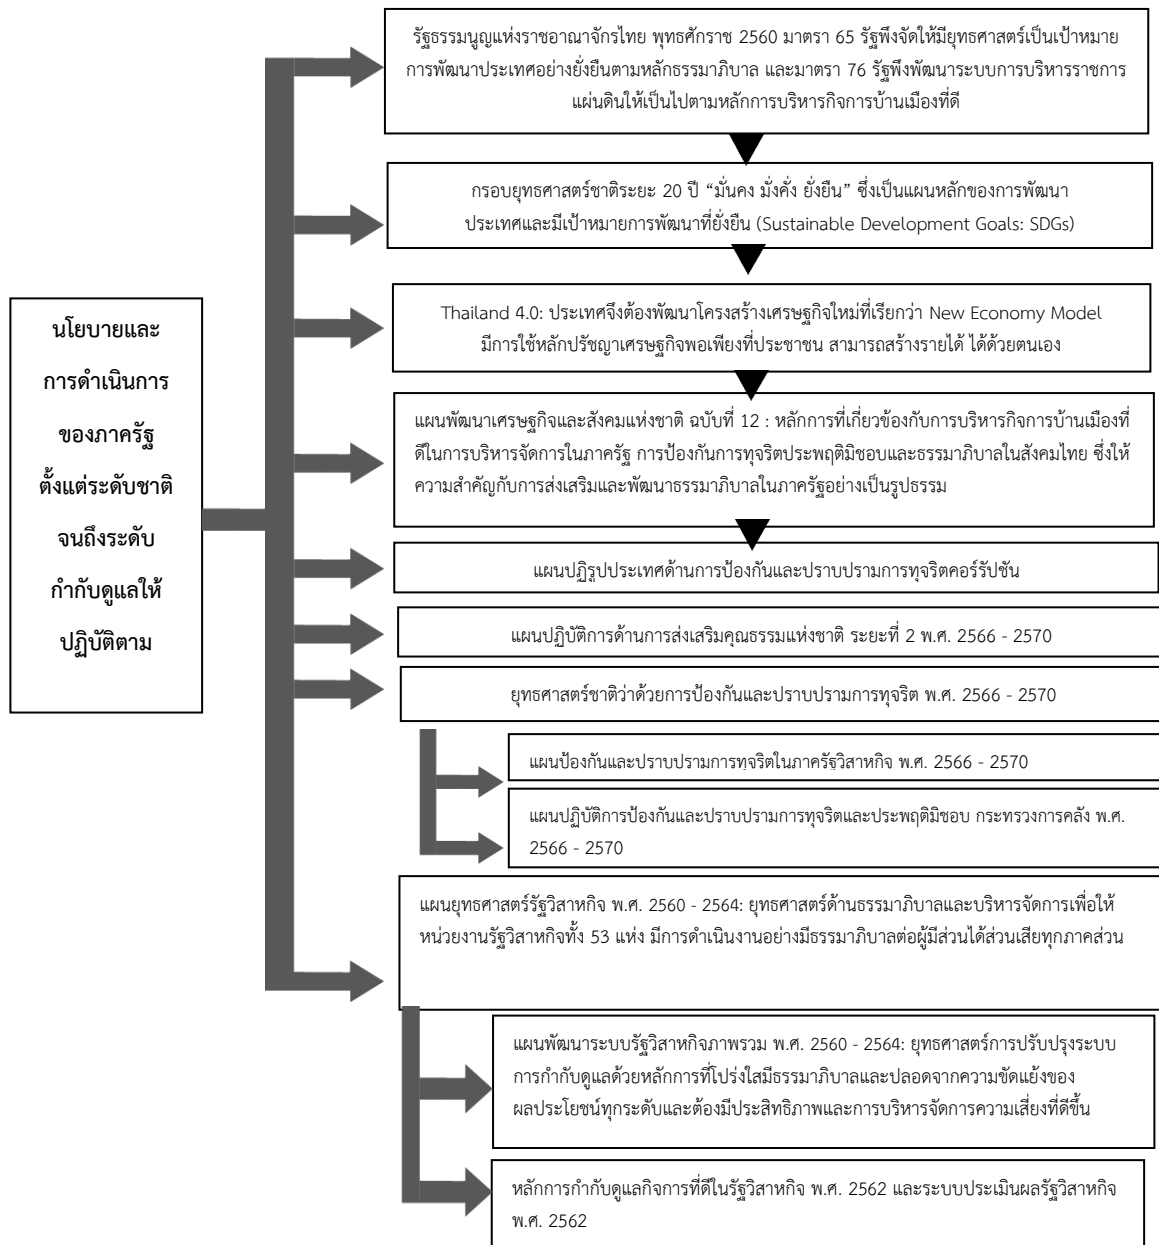 รัฐธรรมนูญแห่งราชอาณาจักรไทย พุทธศักราช 2560 มาตรา 65 รัฐพึงจัดให้มียุทธศาสตร์เป็นเป้าหมาย
การพัฒนาประเทศอย่างยั่งยืนตามหลักธรรมาภิบาล และมาตรา 76 รัฐพึงพัฒนาระบบการบริหารราชการ
แผ่นดินให้เป็นไปตามหลักการบริหารกิจการบ้านเมืองที่ดี
กรอบยุทธศาสตร์ชาติระยะ 20 ปี “มั่นคง มั่งคั่ง ยั่งยืน” ซึ่งเป็นแผนหลักของการพัฒนา
ประเทศและมีเป้าหมายการพัฒนาที่ยั่งยืน (Sustainable Development Goals: SDGs)
นโยบายและ
การดำเนินการ
ของภาครัฐ
ตั้งแต่ระดับชาติ
จนถึงระดับ
กำกับดูแลให้
ปฏิบัติตาม
Thailand 4.0: ประเทศจึงต้องพัฒนาโครงสร้างเศรษฐกิจใหม่ที่เรียกว่า New Economy Model
มีการใช้หลักปรัชญาเศรษฐกิจพอเพียงที่ประชาชน สามารถสร้างรายได้ ได้ด้วยตนเอง
แผนพัฒนาเศรษฐกิจและสังคมแห่งชาติ ฉบับที่ 12 : หลักการที่เกี่ยวข้องกับการบริหารกิจการบ้านเมืองที่
ดีในการบริหารจัดการในภาครัฐ การป้องกันการทุจริตประพฤติมิชอบและธรรมาภิบาลในสังคมไทย ซึ่งให้
ความสำคัญกับการส่งเสริมและพัฒนาธรรมาภิบาลในภาครัฐอย่างเป็นรูปธรรม
แผนปฏิรูปประเทศด้านการป้องกันและปราบปรามการทุจริตคอร์รัปชัน
แผนปฏิบัติการด้านการส่งเสริมคุณธรรมแห่งชาติ ระยะที่ 2 พ.ศ. 2566 - 2570
ยุทธศาสตร์ชาติว่าด้วยการป้องกันและปราบปรามการทุจริต พ.ศ. 2566 - 2570
แผนป้องกันและปราบปรามการทุจริตในภาครัฐวิสาหกิจ พ.ศ. 2566 - 2570
แผนปฏิบัติการป้องกันและปราบปรามการทุจริตและประพฤติมิชอบ กระทรวงการคลัง พ.ศ.
2566 - 2570
แผนยุทธศาสตร์รัฐวิสาหกิจ พ.ศ. 2560 - 2564: ยุทธศาสตร์ด้านธรรมาภิบาลและบริหารจัดการเพื่อให้
หน่วยงานรัฐวิสาหกิจทั้ง 53 แห่ง มีการดำเนินงานอย่างมีธรรมาภิบาลต่อผู้มีส่วนได้ส่วนเสียทุกภาคส่วน
แผนพัฒนาระบบรัฐวิสาหกิจภาพรวม พ.ศ. 2560 - 2564: ยุทธศาสตร์การปรับปรุงระบบ
การกำกับดูแลด้วยหลักการที่โปร่งใสมีธรรมาภิบาลและปลอดจากความขัดแย้งของ
ผลประโยชน์ทุกระดับและต้องมีประสิทธิภาพและการบริหารจัดการความเสี่ยงที่ดีขึ้น
หลักการกำกับดูแลกิจการที่ดีในรัฐวิสาหกิจ พ.ศ. 2562 และระบบประเมินผลรัฐวิสาหกิจ
พ.ศ. 2562